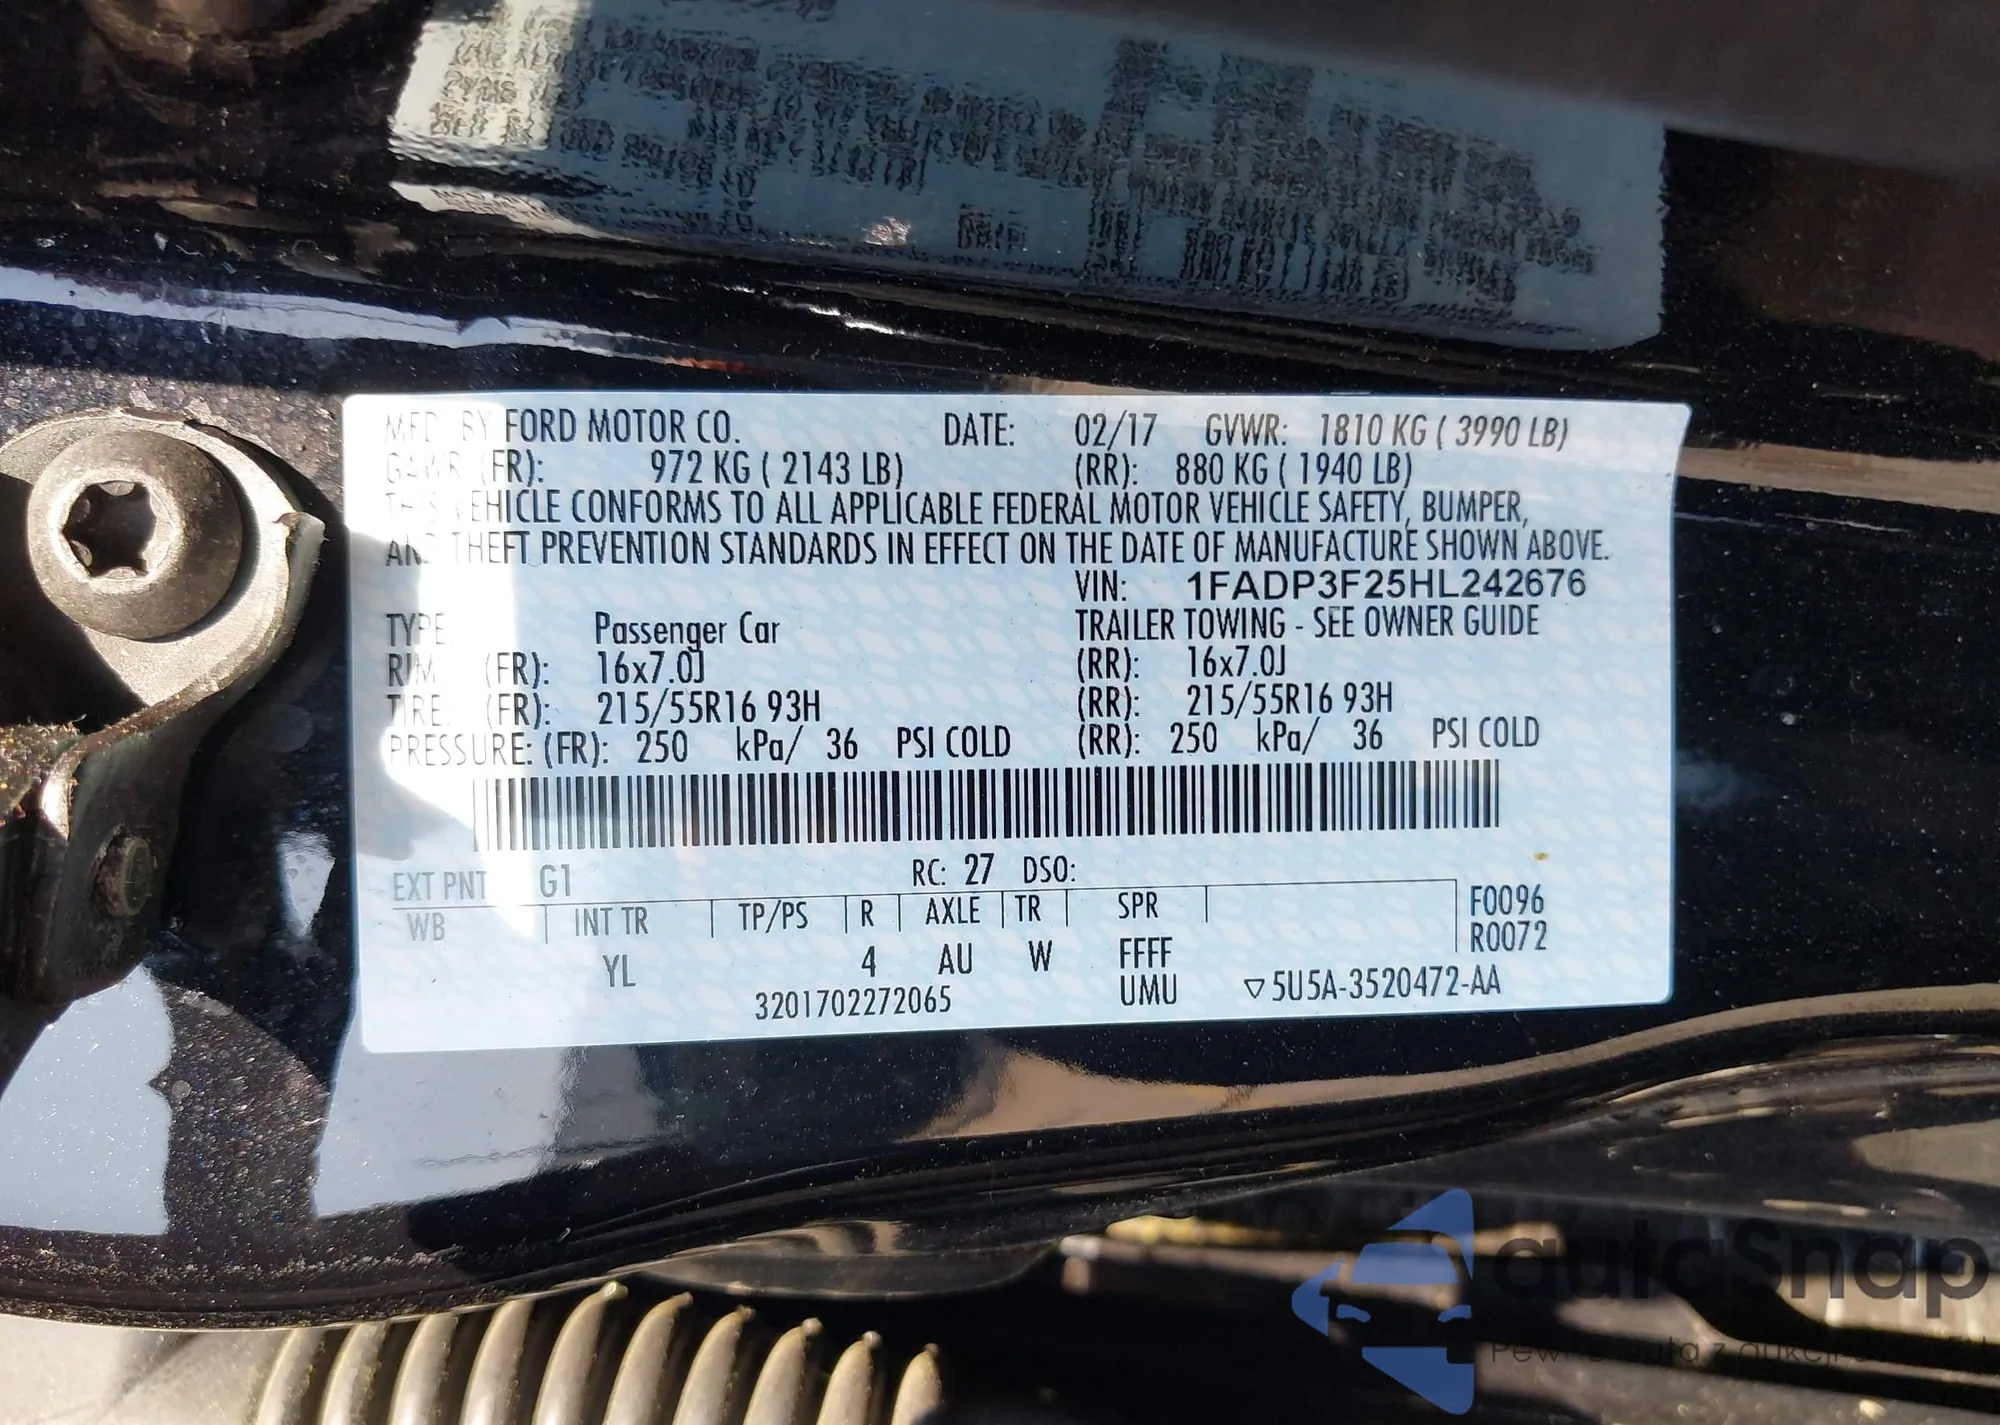 MFD. BY FORD MOTOR CO. DATE: 02/17 GVWR: 1810 KG ( 3990 LB)
GAWR (FR): 972 KG ( 2143 LB) (RR): 880 KG ( 1940 LB)
THIS VEHICLE CONFORMS TO ALL APPLICABLE FEDERAL MOTOR VEHICLE SAFETY, BUMPER,
AND THEFT PREVENTION STANDARDS IN EFFECT ON THE DATE OF MANUFACTURE SHOWN ABOVE.
VIN: 1FADP3F25HL242676
TYPE: Passenger Car TRAILER TOWING - SEE OWNER GUIDE
RIM (FR): 16x7.0J (RR): 16x7.0J
TIRE: (FR): 215/55R16 93H (RR): 215/55R16 93H
PRESSURE: (FR): 250 kPa/ 36 PSI COLD (RR): 250 kPa/ 36 PSI COLD
EXT PNT G1 RC: 27 DSO:
WB INT TR TP/PS R AXLE TR SPR F0096
R0072
YL 4 AU W FFFF
3201702272065 UMU ▽5U5A-3520472-AA
autaSnap